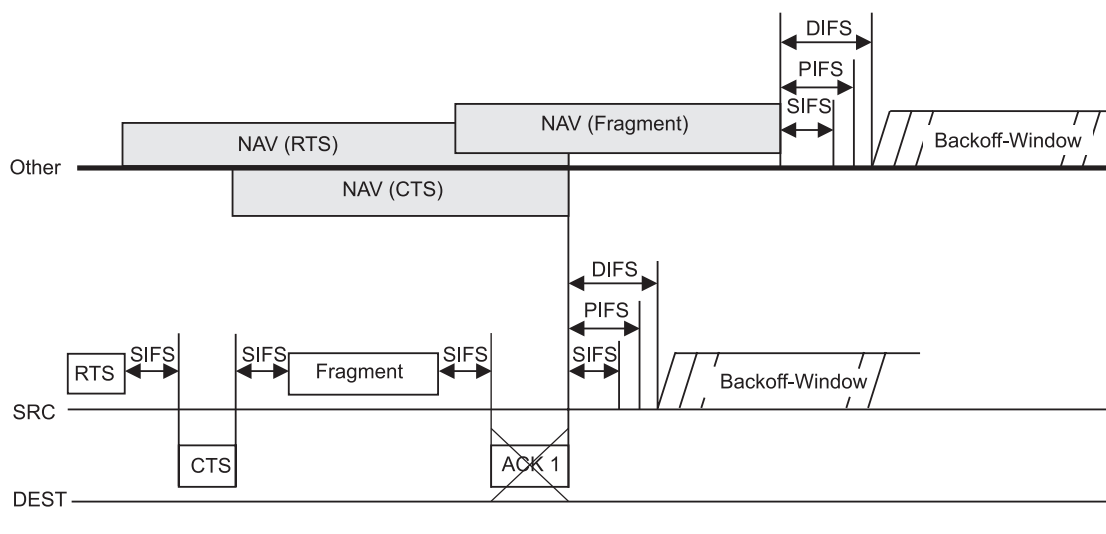 DIFS
PIFS
SIFS
NAV (Fragment)
NAV (RTS)
Backoff-Window
Other
NAV (CTS)
DIFS
PIFS
SIFS
SIFS
SIFS
SIFS
RTS
Fragment
Backoff-Window
SRC
CTS
ACK 1
DEST